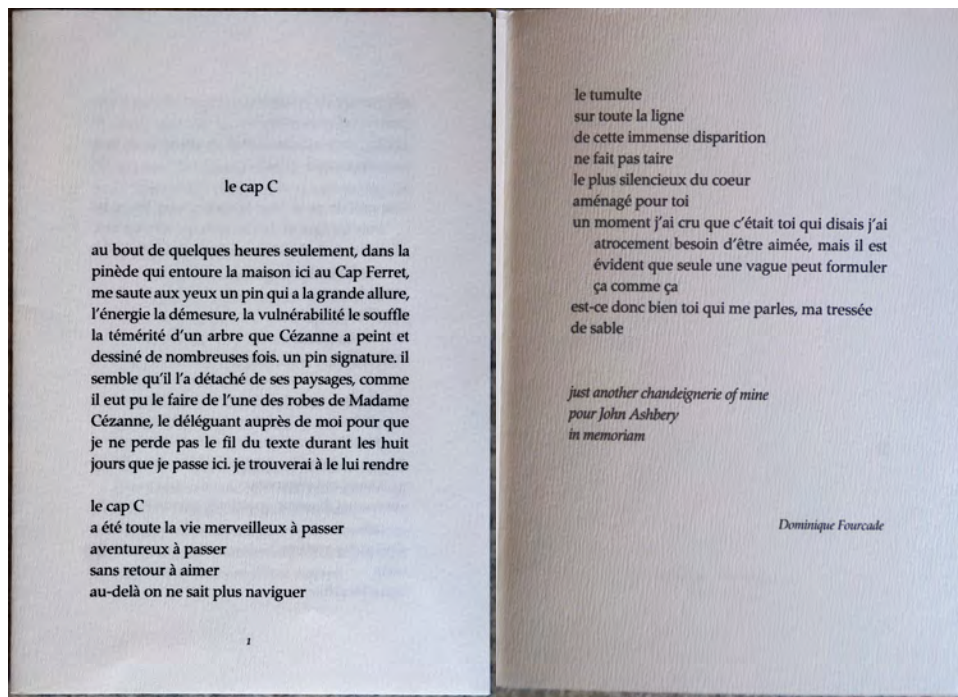 le cap C
au bout de quelques heures seulement, dans la
pinède qui entoure la maison ici au Cap Ferret,
me saute aux yeux un pin qui a la grande allure,
l'énergie la démesure, la vulnérabilité le souffle
la témérité d'un arbre que Cézanne a peint et
dessiné de nombreuses fois. un pin signature. il
semble qu'il l'a détaché de ses paysages, comme
il eut pu le faire de l'une des robes de Madame
Cézanne, le déléguant auprès de moi pour que
je ne perde pas le fil du texte durant les huit
jours que je passe ici. je trouverai à le lui rendre
le cap C
a été toute la vie merveilleux à passer
aventureux à passer
sans retour à aimer
au-delà on ne sait plus naviguer
1
le tumulte
sur toute la ligne
de cette immense disparition
ne fait pas taire
le plus silencieux du coeur
aménagé pour toi
un moment j'ai cru que c'était toi qui disais j'ai
atrocement besoin d'être aimée, mais il est
évident que seule une vague peut formuler
ça comme ça
est-ce donc bien toi qui me parles, ma tressée
de sable
just another chandeignerie of mine
pour John Ashbery
in memoriam
Dominique Fourcade